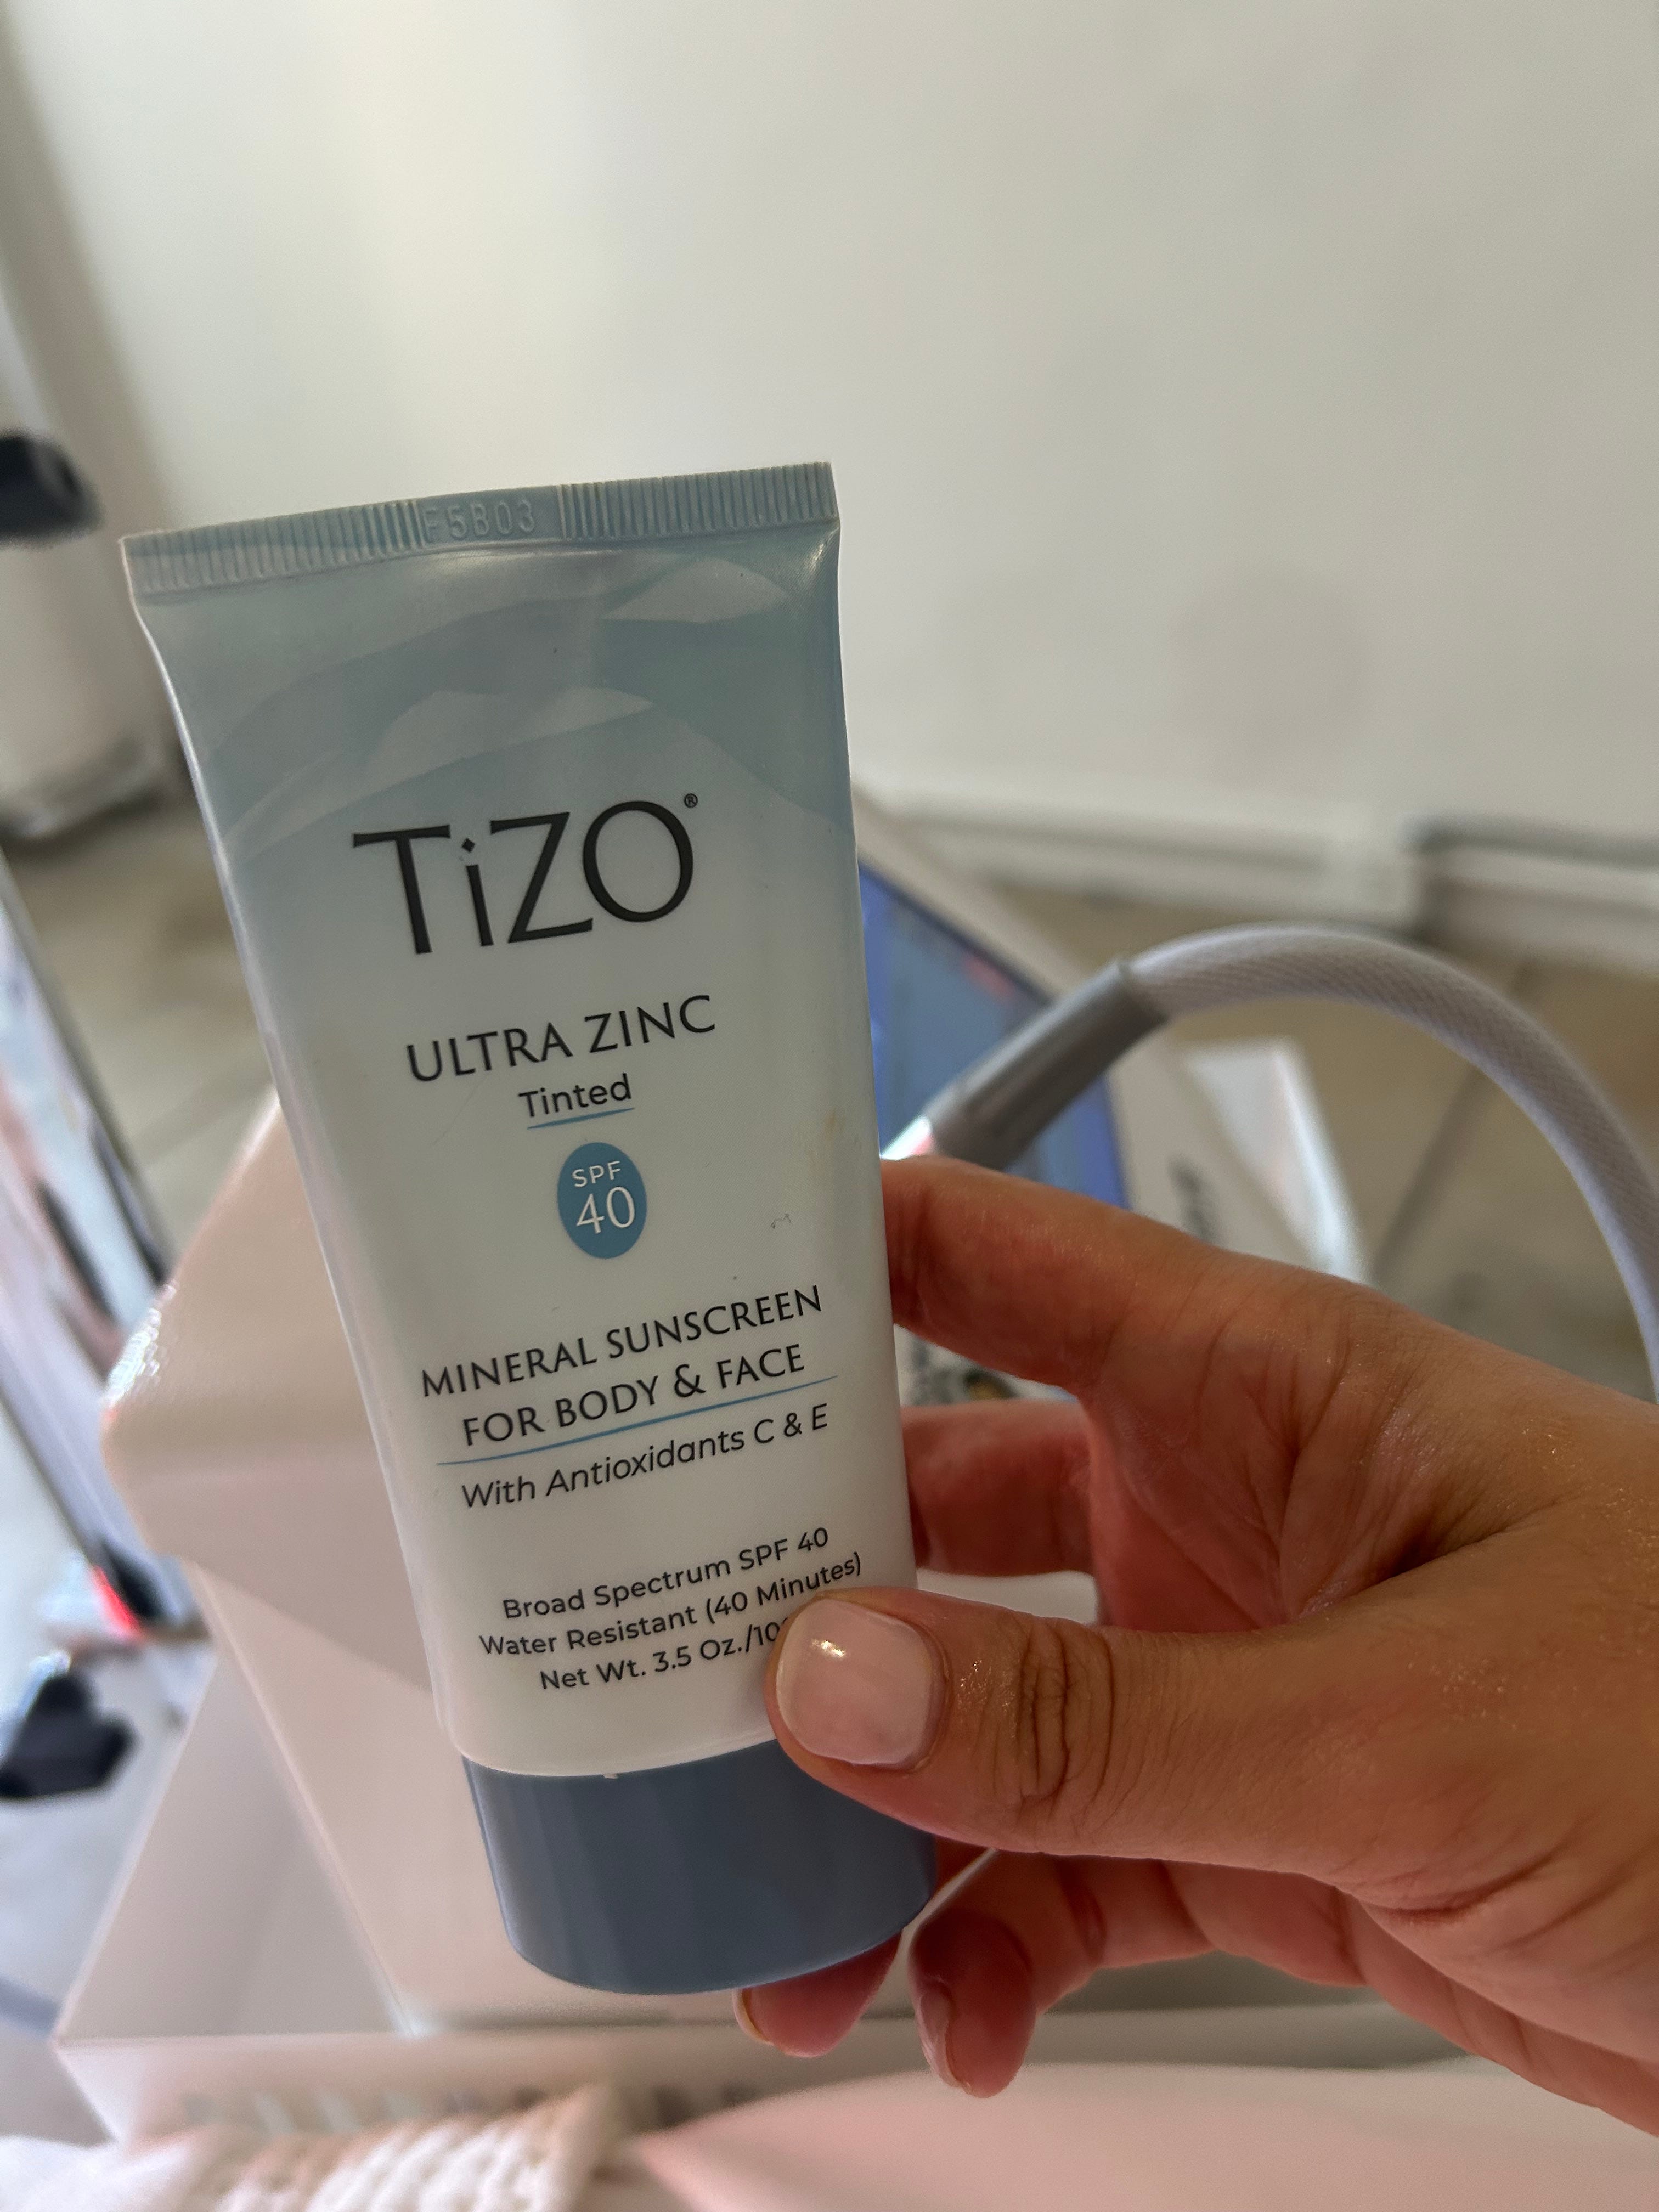 F5B03
TiZO®
ULTRA ZINC
Tinted
SPF
40
MINERAL SUNSCREEN
FOR BODY & FACE
With Antioxidants C & E
Broad Spectrum SPF 40
Water Resistant (40 Minutes)
Net Wt. 3.5 Oz./10